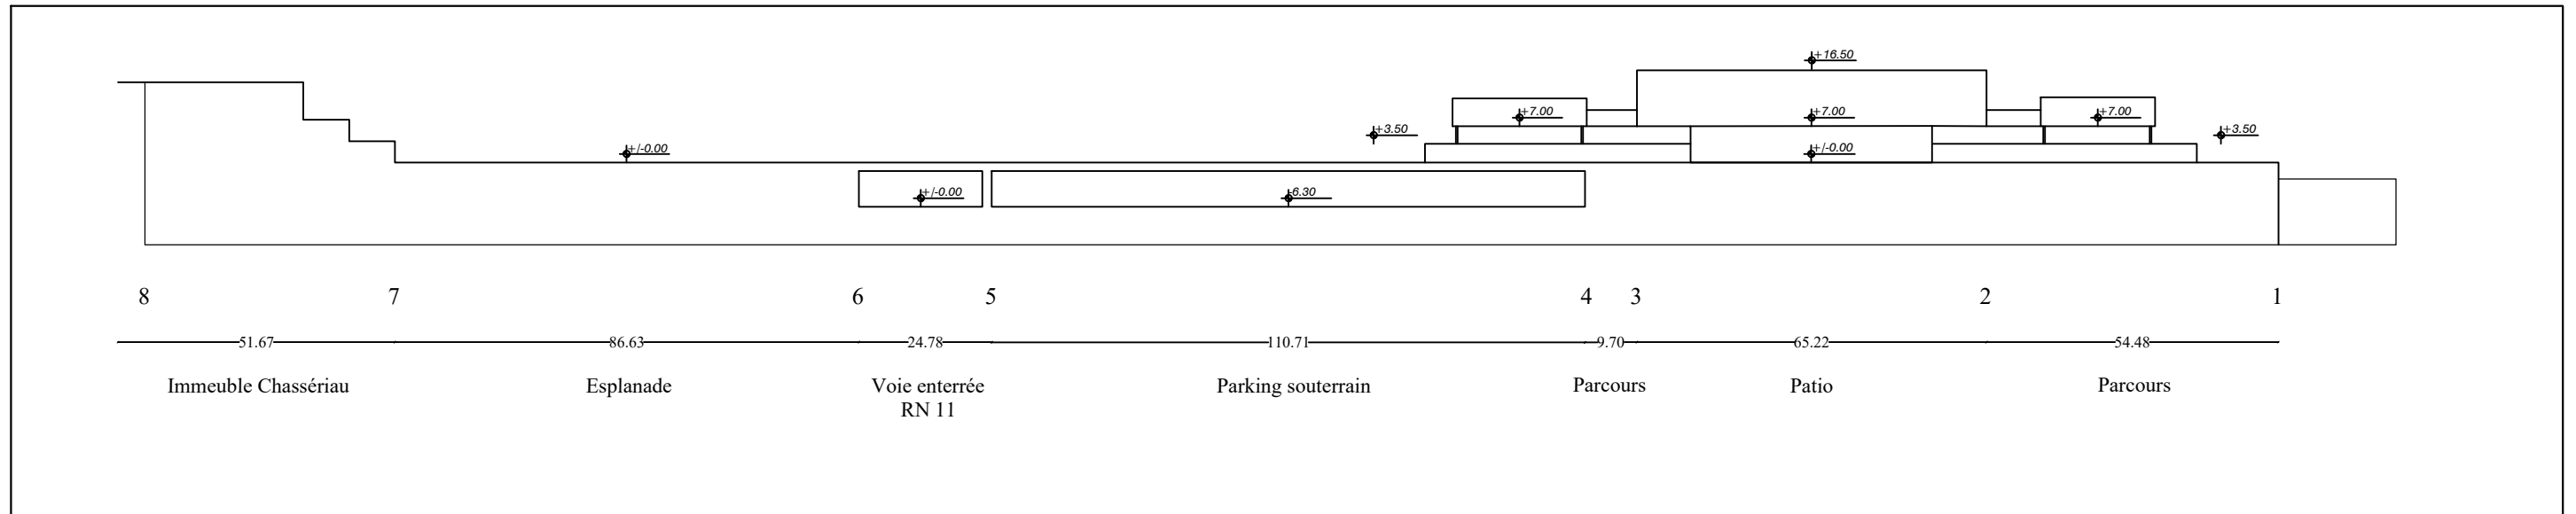 +16.50
+7.00
+7.00
+7.00
+3.50
+3.50
+/-0.00
+/-0.00
+/-0.00
-6.30
8 7 6 5 4 3 2 1
51.67 86.63 24.78 110.71 9.70 65.22 54.48
Immeuble Chassériau Esplanade Voie enterrée Parking souterrain Parcours Patio Parcours
RN 11